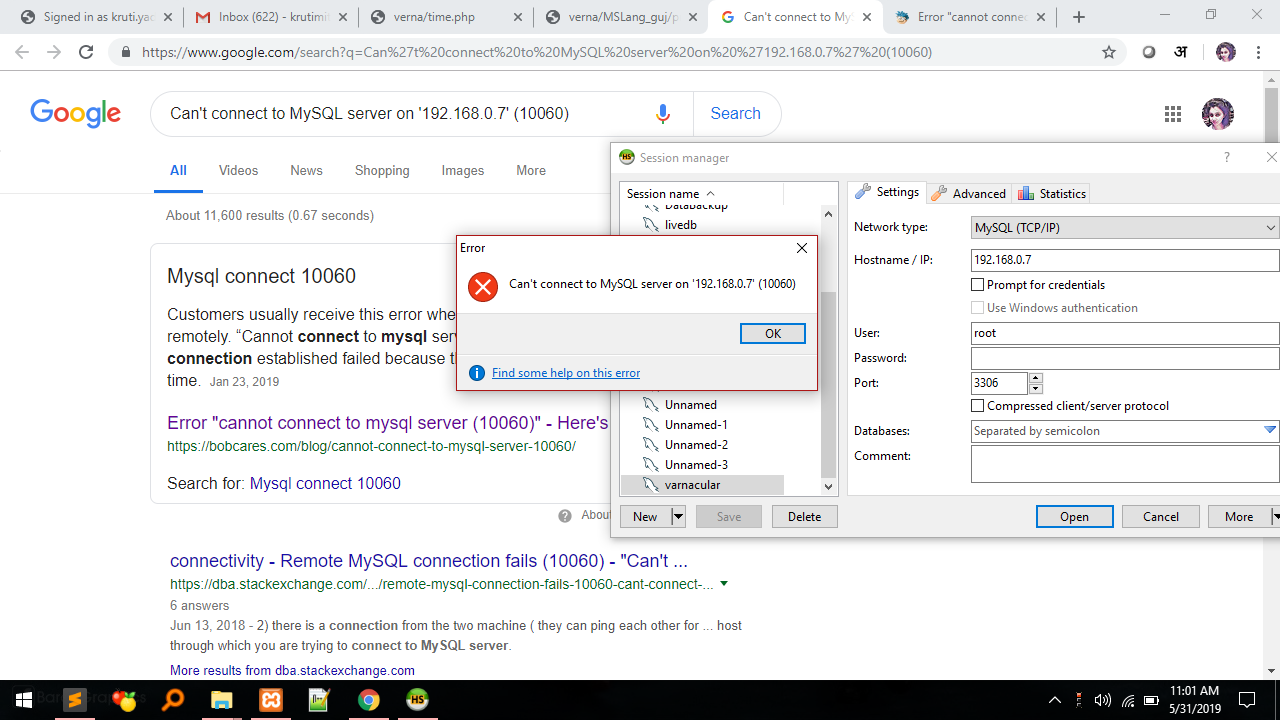 Signed in as kruti.yac
Inbox (622) - krutimi
verna/time.php
verna/MSLang_guj/p
Can't connect to MyS
Error "cannot connec
https://www.google.com/search?q=Can%27t%20connect%20to%20MySQL%20server%20on%20%27192.168.0.7%27%20(10060)
अ
Google
Can't connect to MySQL server on '192.168.0.7' (10060)
Search
All
Videos
News
Shopping
Images
More
About 11,600 results (0.67 seconds)
Mysql connect 10060
Customers usually receive this error whe
remotely. “Cannot connect to mysql serv
connection established failed because th
time. Jan 23, 2019
Error "cannot connect to mysql server (10060)" - Here's
https://bobcares.com/blog/cannot-connect-to-mysql-server-10060/
Search for: Mysql connect 10060
About
connectivity - Remote MySQL connection fails (10060) - "Can't ...
https://dba.stackexchange.com/.../remote-mysql-connection-fails-10060-cant-connect-...
6 answers
Jun 13, 2018 - 2) there is a connection from the two machine ( they can ping each other for ... host
through which you are trying to connect to MySQL server.
More results from dba.stackexchange.com
HS Session manager
?
Session name
Databackup
livedb
Unnamed
Unnamed-1
Unnamed-2
Unnamed-3
varnacular
New
Save
Delete
Settings
Advanced
Statistics
Network type: MySQL (TCP/IP)
Hostname / IP: 192.168.0.7
Prompt for credentials
Use Windows authentication
User: root
Password:
Port: 3306
Compressed client/server protocol
Databases: Separated by semicolon
Comment:
Open
Cancel
More
Error
Can't connect to MySQL server on '192.168.0.7' (10060)
OK
Find some help on this error
HS
11:01 AM
5/31/2019